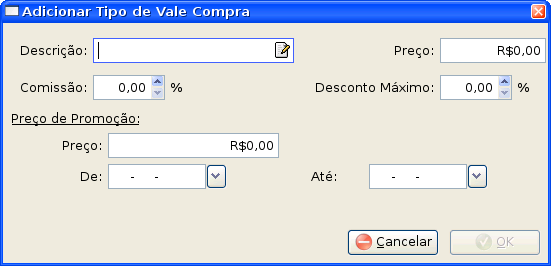 Adicionar Tipo de Vale Compra
Descrição: Preço: R$0,00
Comissão: 0,00 % Desconto Máximo: 0,00 %
Preço de Promoção:
Preço: R$0,00
De: - - Até: - -
Cancelar OK